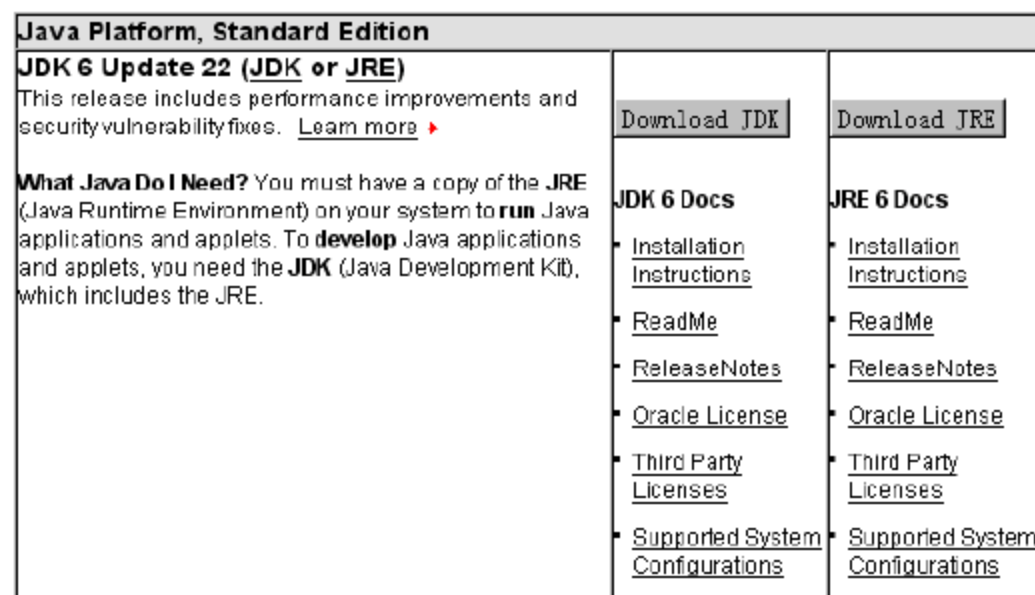 Java Platform, Standard Edition
JDK 6 Update 22 (JDK or JRE)
This release includes performance improvements and
security vulnerability fixes. Learn more
What Java Do I Need? You must have a copy of the JRE
(Java Runtime Environment) on your system to run Java
applications and applets. To develop Java applications
and applets, you need the JDK (Java Development Kit),
which includes the JRE.
Download JDK
JDK 6 Docs
Installation
Instructions
ReadMe
ReleaseNotes
Oracle License
Third Party
Licenses
Supported System
Configurations
Download JRE
JRE 6 Docs
Installation
Instructions
ReadMe
ReleaseNotes
Oracle License
Third Party
Licenses
Supported System
Configurations